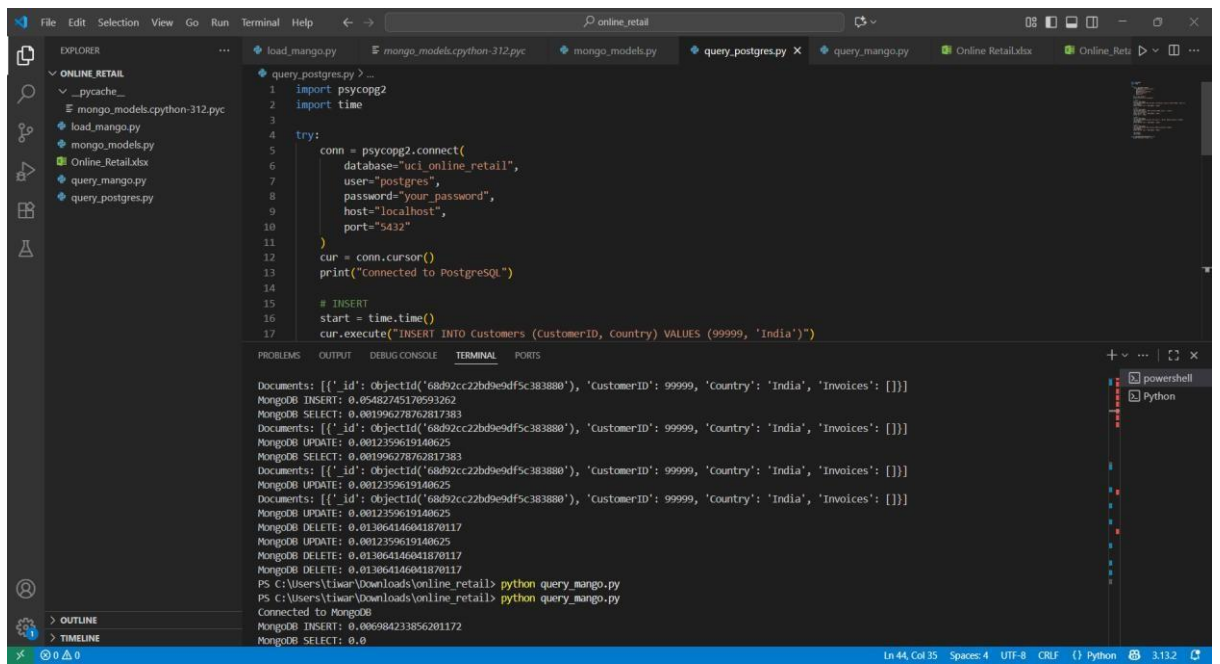 File Edit Selection View Go Run Terminal Help
online_retail
EXPLORER
load_mango.py
mongo_models.cpython-312.pyc
mongo_models.py
query_postgres.py
query_mango.py
Online Retail.xlsx
Online_Reta
ONLINE_RETAIL
__pycache__
mongo_models.cpython-312.pyc
load_mango.py
mongo_models.py
Online_Retail.xlsx
query_mango.py
query_postgres.py
OUTLINE
TIMELINE
query_postgres.py > ...
1 import psycopg2
2 import time
3
4 try:
5 conn = psycopg2.connect(
6 database="uci_online_retail",
7 user="postgres",
8 password="your_password",
9 host="localhost",
10 port="5432"
11 )
12 cur = conn.cursor()
13 print("Connected to PostgreSQL")
14
15 # INSERT
16 start = time.time()
17 cur.execute("INSERT INTO Customers (CustomerID, Country) VALUES (99999, 'India')")
PROBLEMS OUTPUT DEBUG CONSOLE TERMINAL PORTS
powershell
Python
Documents: [{'_id': ObjectId('68d92cc22bd9e9df5c383880'), 'CustomerID': 99999, 'Country': 'India', 'Invoices': []}]
MongoDB INSERT: 0.05482745170593262
MongoDB SELECT: 0.001996278762817383
Documents: [{'_id': ObjectId('68d92cc22bd9e9df5c383880'), 'CustomerID': 99999, 'Country': 'India', 'Invoices': []}]
MongoDB UPDATE: 0.0012359619140625
MongoDB SELECT: 0.001996278762817383
Documents: [{'_id': ObjectId('68d92cc22bd9e9df5c383880'), 'CustomerID': 99999, 'Country': 'India', 'Invoices': []}]
MongoDB UPDATE: 0.0012359619140625
Documents: [{'_id': ObjectId('68d92cc22bd9e9df5c383880'), 'CustomerID': 99999, 'Country': 'India', 'Invoices': []}]
MongoDB UPDATE: 0.0012359619140625
MongoDB DELETE: 0.013064146041870117
MongoDB UPDATE: 0.0012359619140625
MongoDB DELETE: 0.013064146041870117
MongoDB DELETE: 0.013064146041870117
PS C:\Users\tiwar\Downloads\online_retail> python query_mango.py
PS C:\Users\tiwar\Downloads\online_retail> python query_mango.py
Connected to MongoDB
MongoDB INSERT: 0.006984233856201172
MongoDB SELECT: 0.0
0 0
Ln 44, Col 35 Spaces: 4 UTF-8 CRLF {} Python 3.13.2